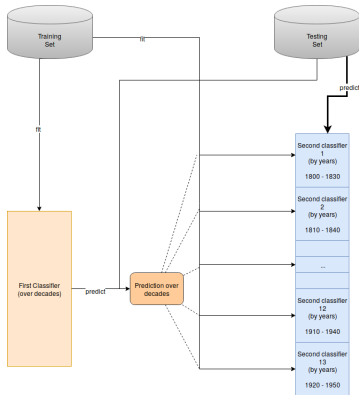 Training
Set
Testing
Set
fit
predict
fit
Second classifier
1
(by years)
1800 - 1830
Second classifier
2
(by years)
1810 - 1840
...
First Classifier
(over decades)
predict
Prediction over
decades
Second classifier
12
(by years)
1910 - 1940
Second classifier
13
(by years)
1920 - 1950